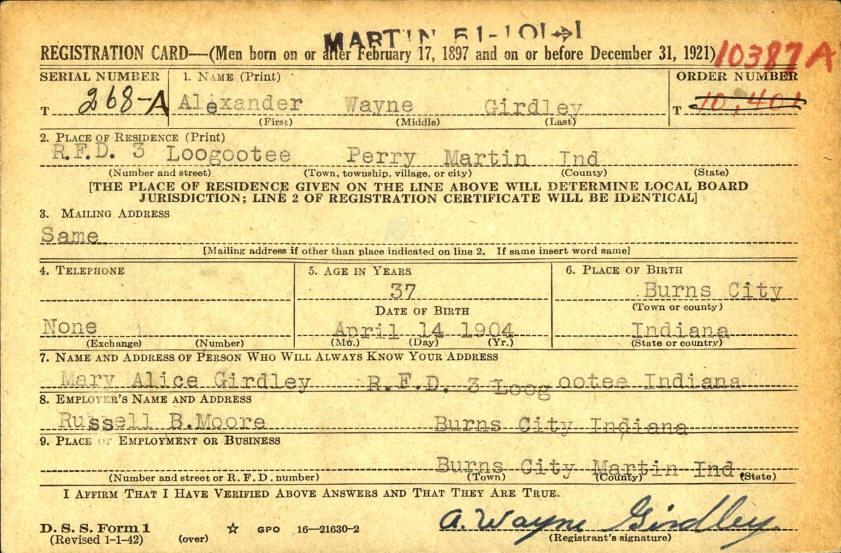 MARTIN 51-101-1
REGISTRATION CARD—(Men born on or after February 17, 1897 and on or before December 31, 1921)
10387A
SERIAL NUMBER 1. NAME (Print) ORDER NUMBER
T 268-A Alexander Wayne Girdley T 10,401
(First) (Middle) (Last)
2. PLACE OF RESIDENCE (Print)
R.F.D. 3 Loogootee Perry Martin Ind
(Number and street) (Town, township, village, or city) (County) (State)
[THE PLACE OF RESIDENCE GIVEN ON THE LINE ABOVE WILL DETERMINE LOCAL BOARD
JURISDICTION; LINE 2 OF REGISTRATION CERTIFICATE WILL BE IDENTICAL]
3. MAILING ADDRESS
Same
[Mailing address if other than place indicated on line 2. If same insert word same]
4. TELEPHONE 5. AGE IN YEARS 6. PLACE OF BIRTH
37 Burns City
DATE OF BIRTH (Town or county)
None April 14 1904 Indiana
(Exchange) (Number) (Mo.) (Day) (Yr.) (State or country)
7. NAME AND ADDRESS OF PERSON WHO WILL ALWAYS KNOW YOUR ADDRESS
Mary Alice Girdley R.F.D. 3 Loogootee Indiana
8. EMPLOYER'S NAME AND ADDRESS
Russell B.Moore Burns City Indiana
9. PLACE OF EMPLOYMENT OR BUSINESS
Burns City Martin Ind.
(Number and street or R. F. D. number) (Town) (County) (State)
I AFFIRM THAT I HAVE VERIFIED ABOVE ANSWERS AND THAT THEY ARE TRUE.
D. S. S. Form 1 ☆ GPO 16—21630-2 A. Wayne Girdley
(Revised 1-1-42) (over) (Registrant's signature)